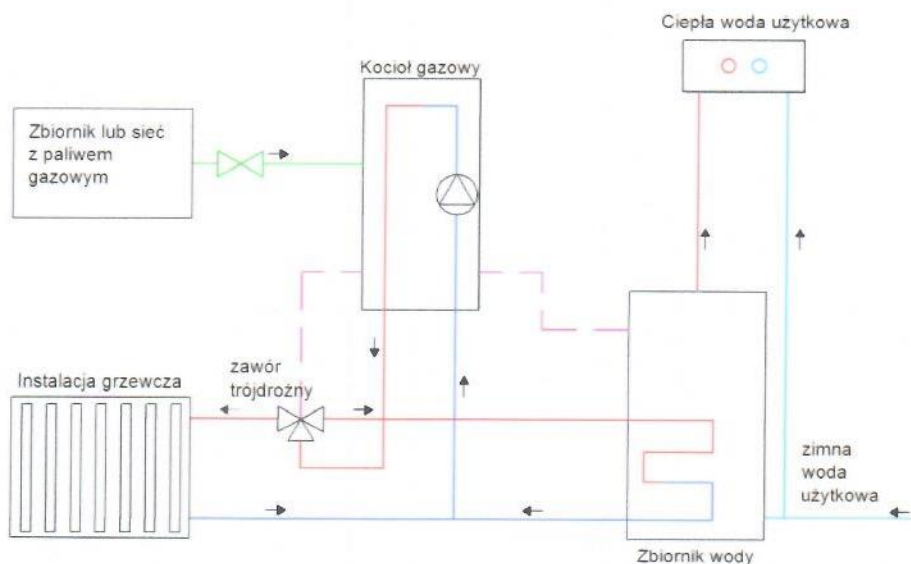 Ciepła woda użytkowa
Kocioł gazowy
Zbiornik lub sieć
z paliwem
gazowym
zawór
trójdrożny
Instalacja grzewcza
zimna
woda
użytkowa
Zbiornik wody